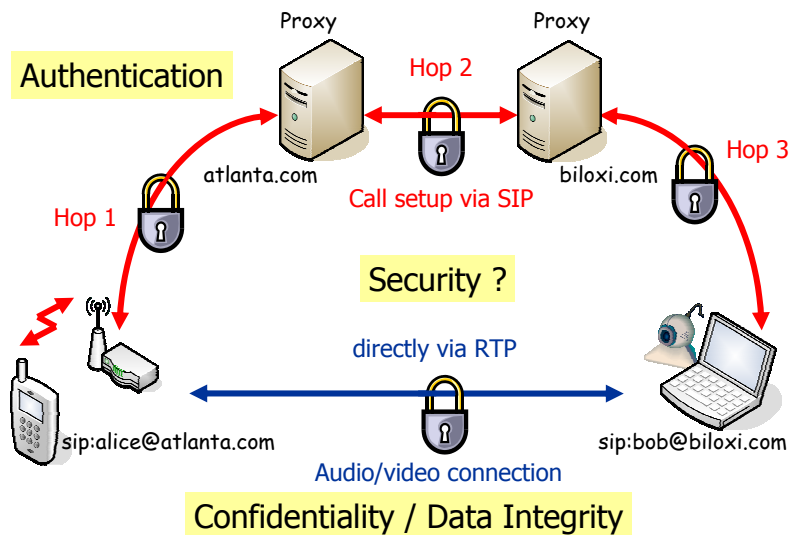 Proxy
Proxy
Authentication
Hop 2
atlanta.com
biloxi.com
Hop 3
Call setup via SIP
Hop 1
Security ?
directly via RTP
sip:alice@atlanta.com
sip:bob@biloxi.com
Audio/video connection
Confidentiality / Data Integrity